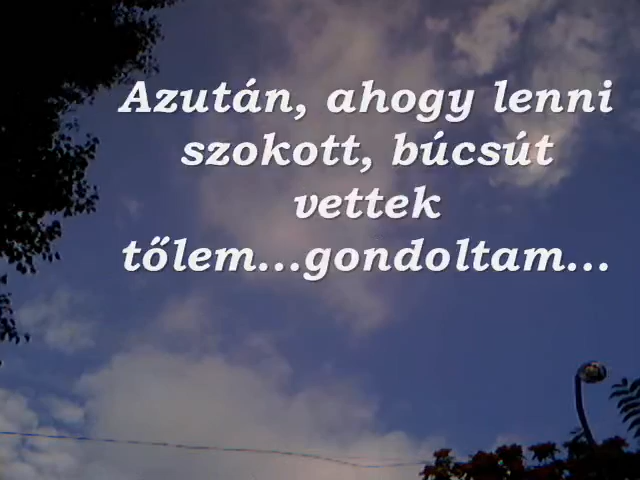 Azután, ahogy lenni
szokott, búcsút
vettek
tőlem...gondoltam...